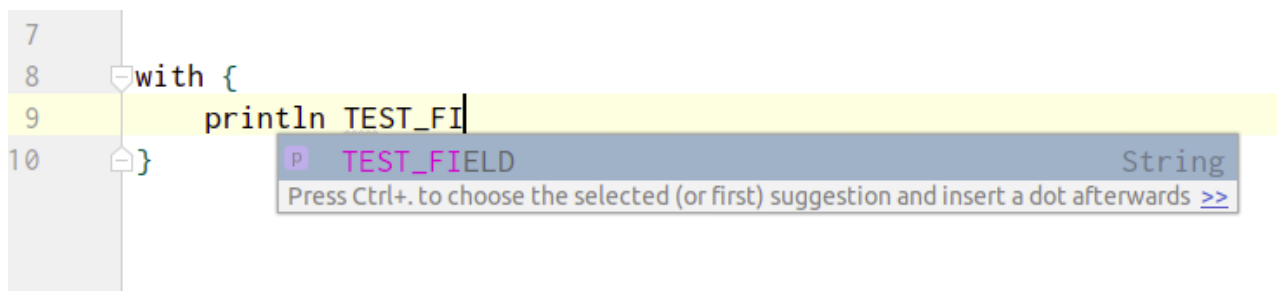 7
8 with {
9 println TEST_FI
10 } P TEST_FIELD String
Press Ctrl+. to choose the selected (or first) suggestion and insert a dot afterwards >>